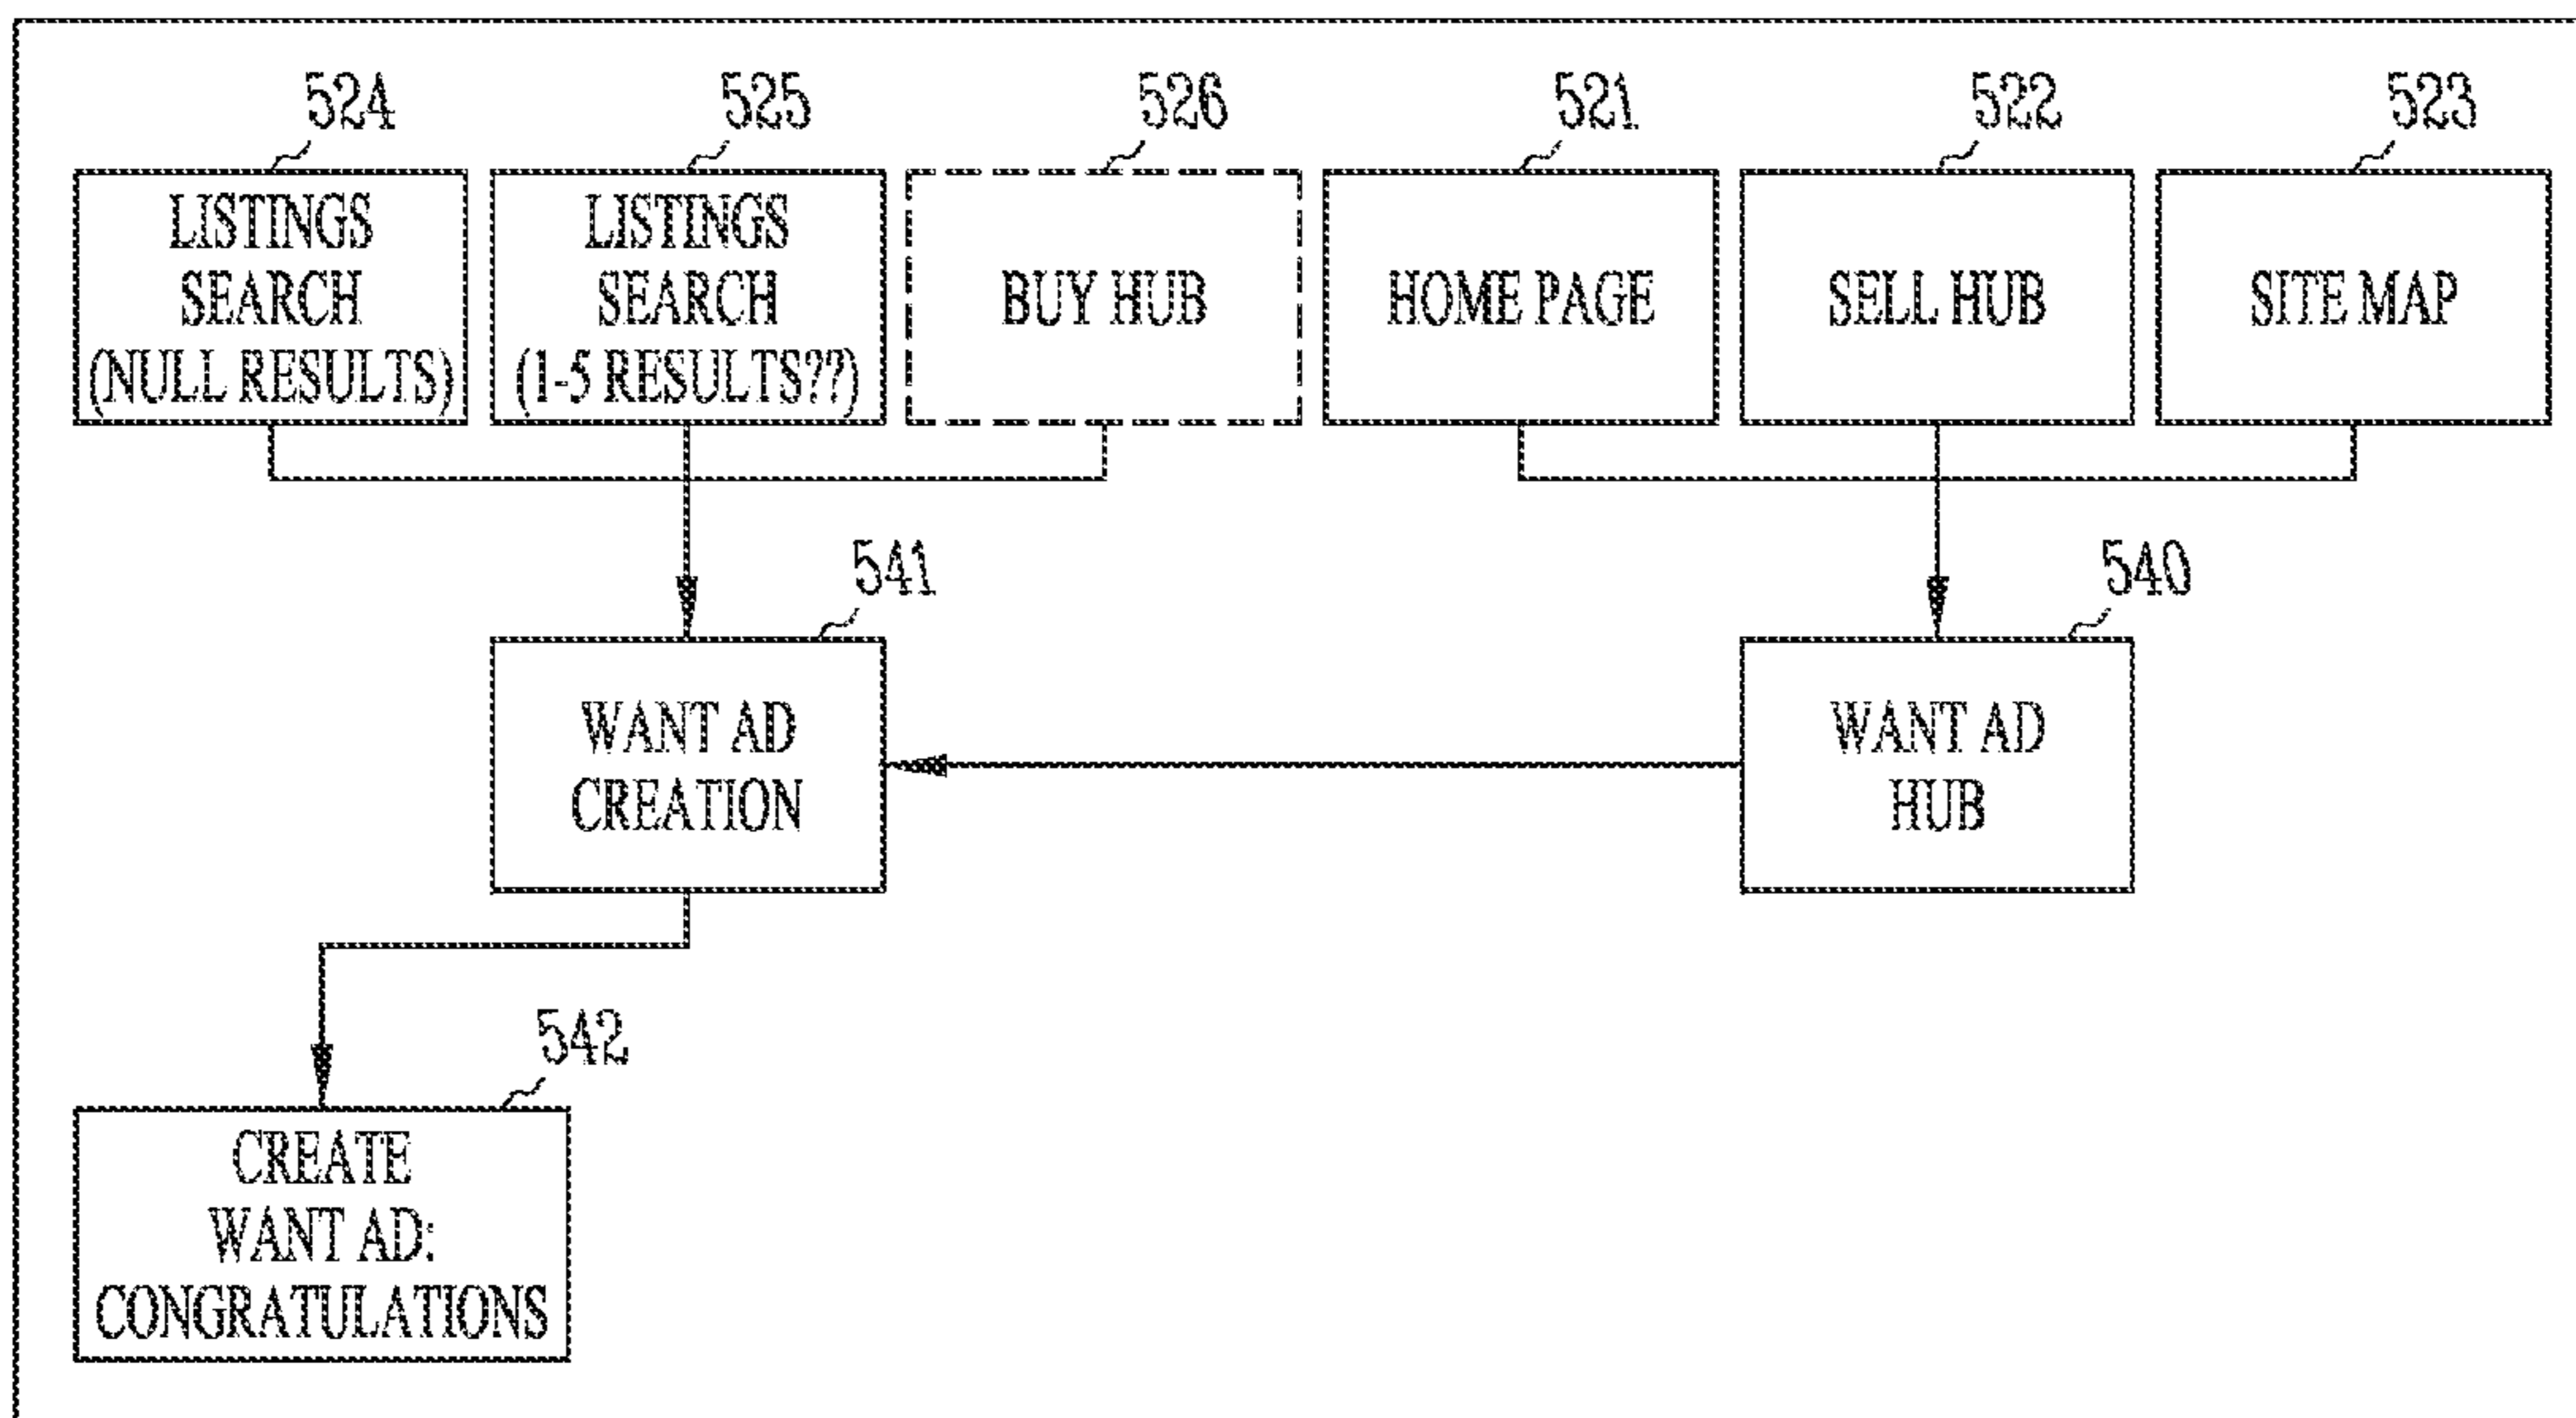 524
525
526
521
522
523
LISTINGS
SEARCH
(NULL RESULTS)
LISTINGS
SEARCH
(1-5 RESULTS??)
BUY HUB
HOME PAGE
SELL HUB
SITE MAP
541
540
WANT AD
CREATION
WANT AD
HUB
542
CREATE
WANT AD:
CONGRATULATIONS